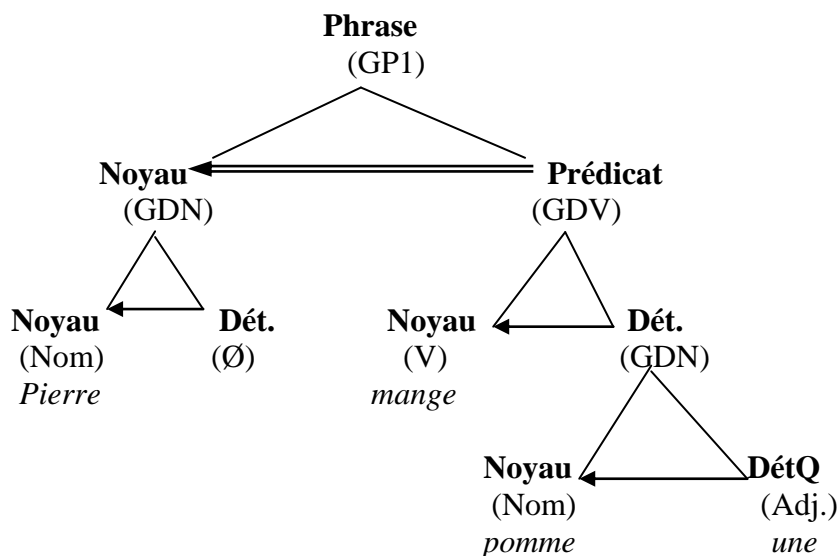 Phrase
(GP1)
Noyau Prédicat
(GDN) (GDV)
Noyau Dét. Noyau Dét.
(Nom) (Ø) (V) (GDN)
Pierre mange
Noyau DétQ
(Nom) (Adj.)
pomme une